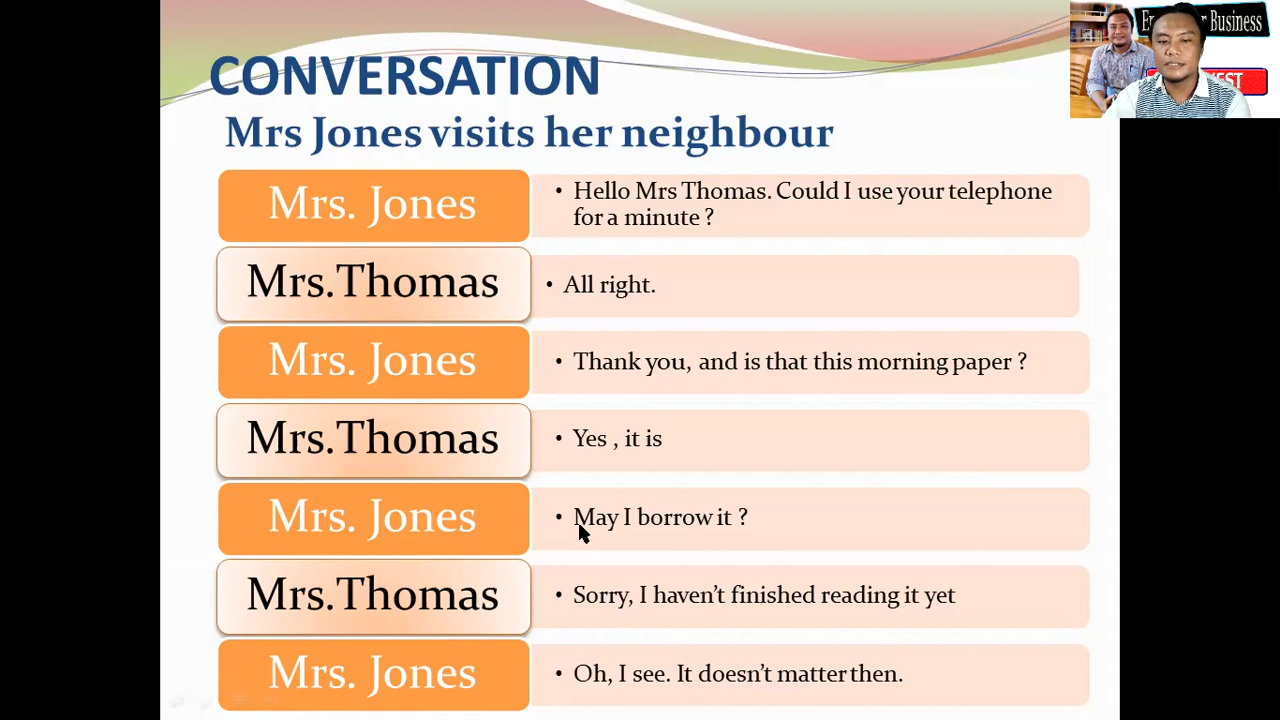 CONVERSATION
Mrs Jones visits her neighbour
Mrs. Jones
• Hello Mrs Thomas. Could I use your telephone
for a minute ?
Mrs.Thomas
• All right.
Mrs. Jones
• Thank you, and is that this morning paper ?
Mrs.Thomas
• Yes , it is
Mrs. Jones
• May I borrow it ?
Mrs.Thomas
• Sorry, I haven't finished reading it yet
Mrs. Jones
• Oh, I see. It doesn't matter then.
Business